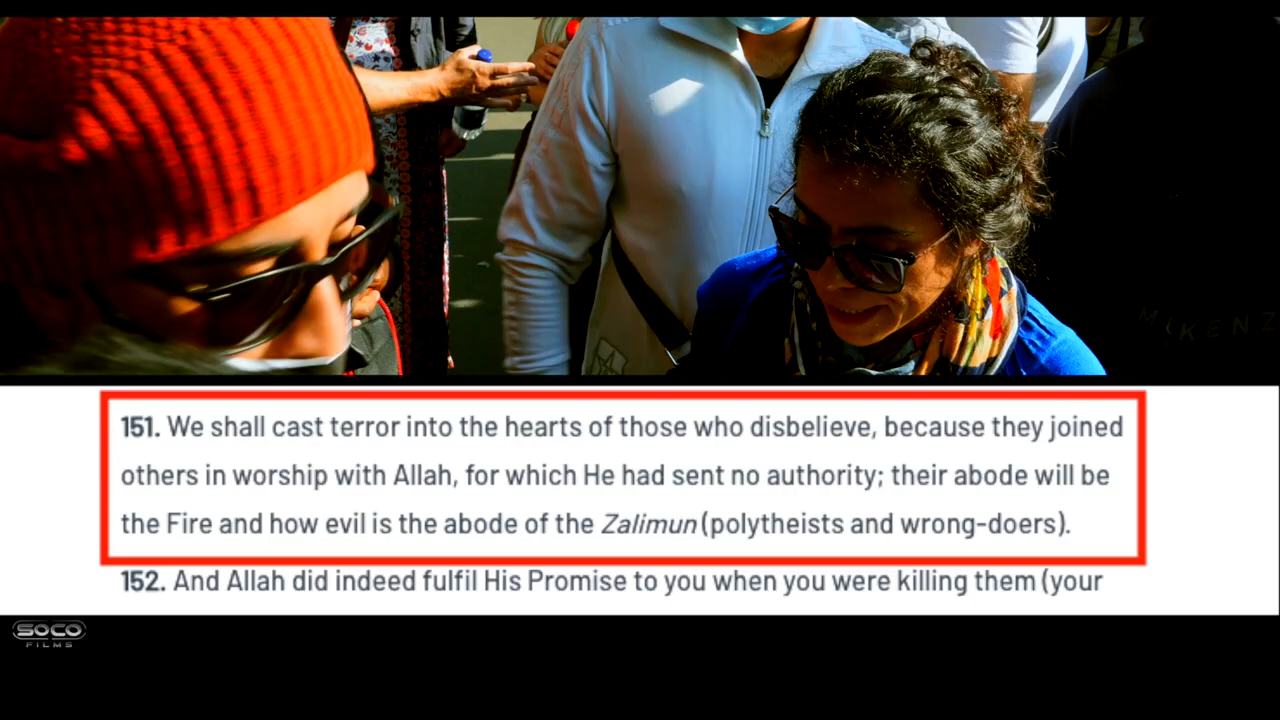 151. We shall cast terror into the hearts of those who disbelieve, because they joined
others in worship with Allah, for which He had sent no authority; their abode will be
the Fire and how evil is the abode of the Zalimun (polytheists and wrong-doers).
152. And Allah did indeed fulfil His Promise to you when you were killing them (your
SOCO
FILMS